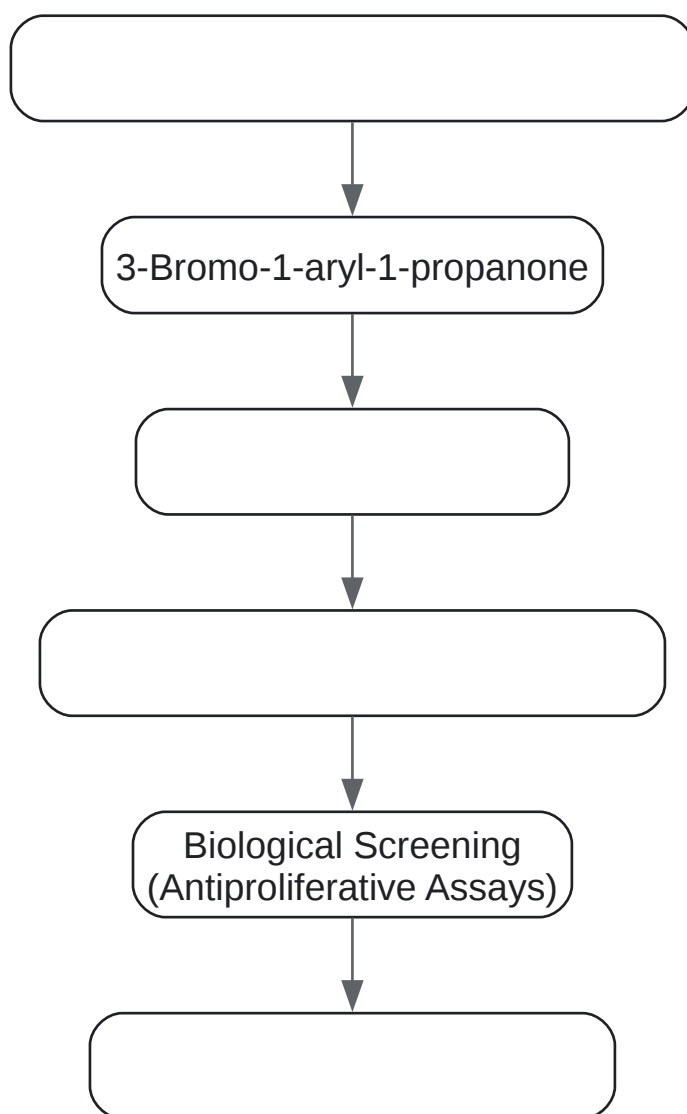 3-Bromo-1-aryl-1-propanone
Biological Screening
(Antiproliferative Assays)